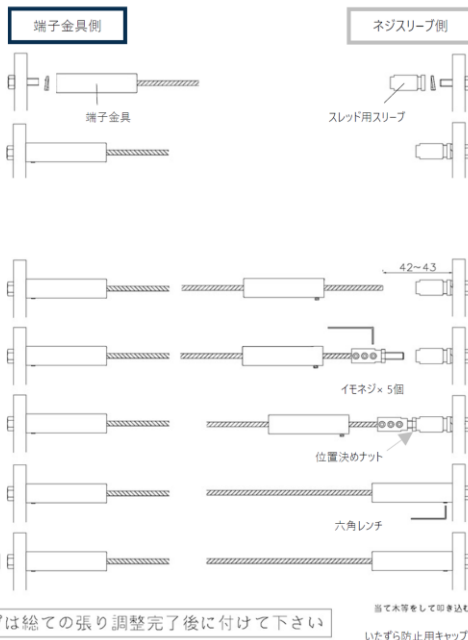 端子金具側
ネジスリーブ側
端子金具
スレッド用スリーブ
42~43
イモネジ× 5個
位置決めナット
六角レンチ
当て木等をして叩き込む
プは総ての張り調整完了後に付けて下さい
いたずら防止用キャップ